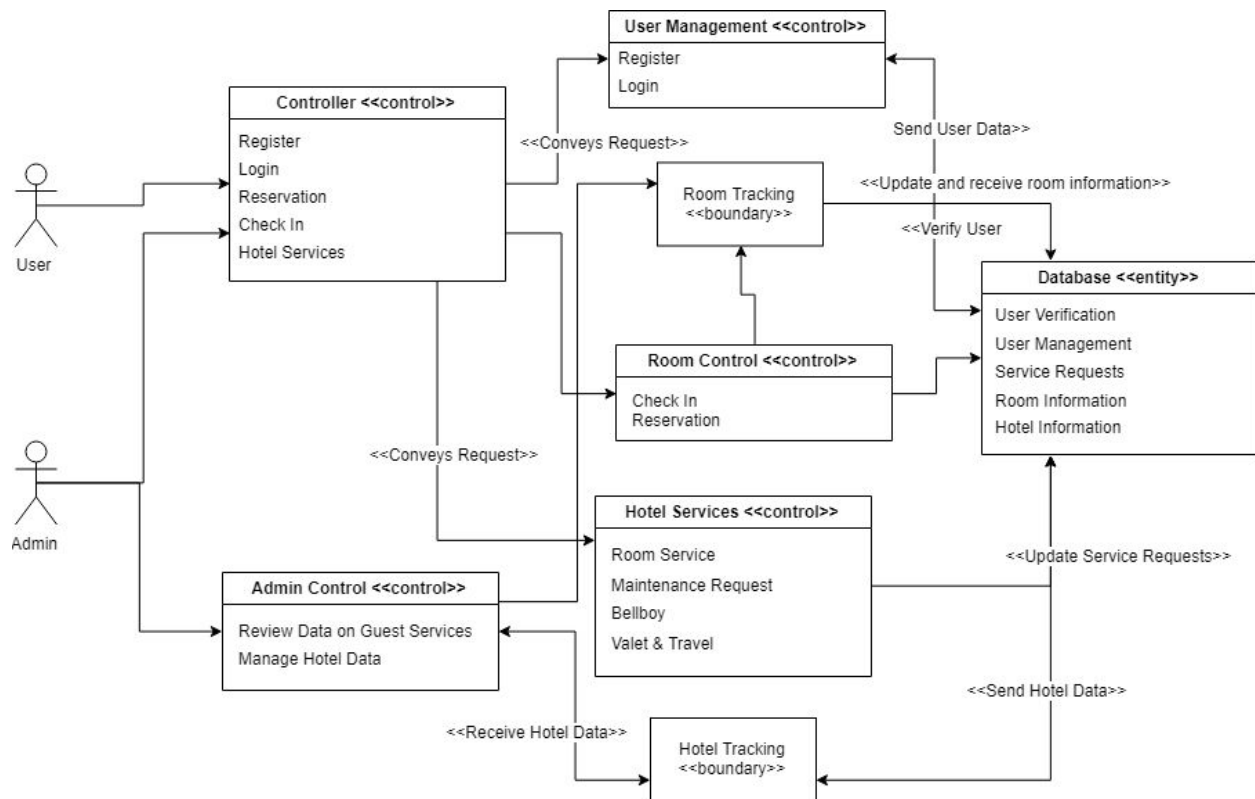 User Management <<control>>
Register
Login
Controller <<control>>
Register
Login
Reservation
Check In
Hotel Services
<<Conveys Request>>
Send User Data>>
User
Room Tracking
<<boundary>>
<<Update and receive room information>>
<<Verify User
Database <<entity>>
User Verification
User Management
Service Requests
Room Information
Hotel Information
Room Control <<control>>
Check In
Reservation
<<Conveys Request>>
Admin
Hotel Services <<control>>
Room Service
Maintenance Request
Bellboy
Valet & Travel
<<Update Service Requests>>
Admin Control <<control>>
Review Data on Guest Services
Manage Hotel Data
<<Send Hotel Data>>
<<Receive Hotel Data>>
Hotel Tracking
<<boundary>>